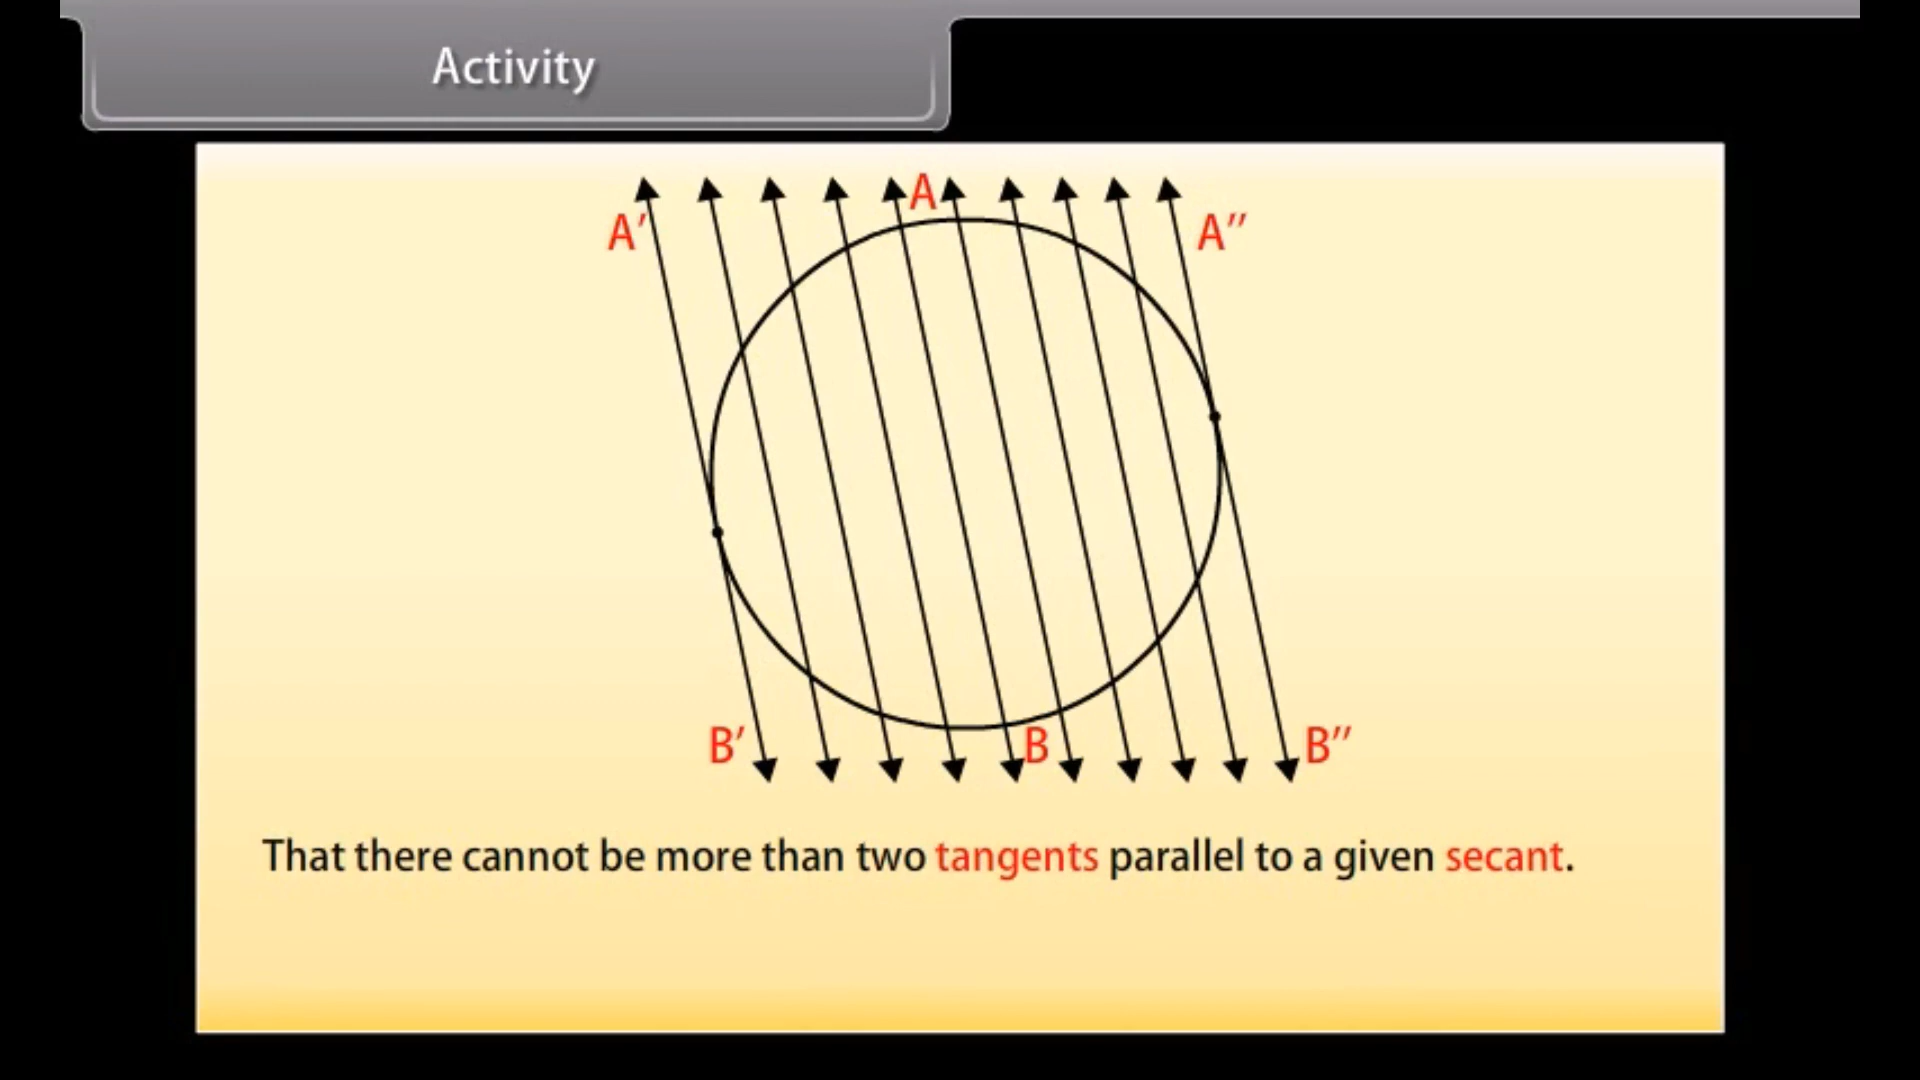 Activity
A
A′ A″
B′ B B″
That there cannot be more than two tangents parallel to a given secant.